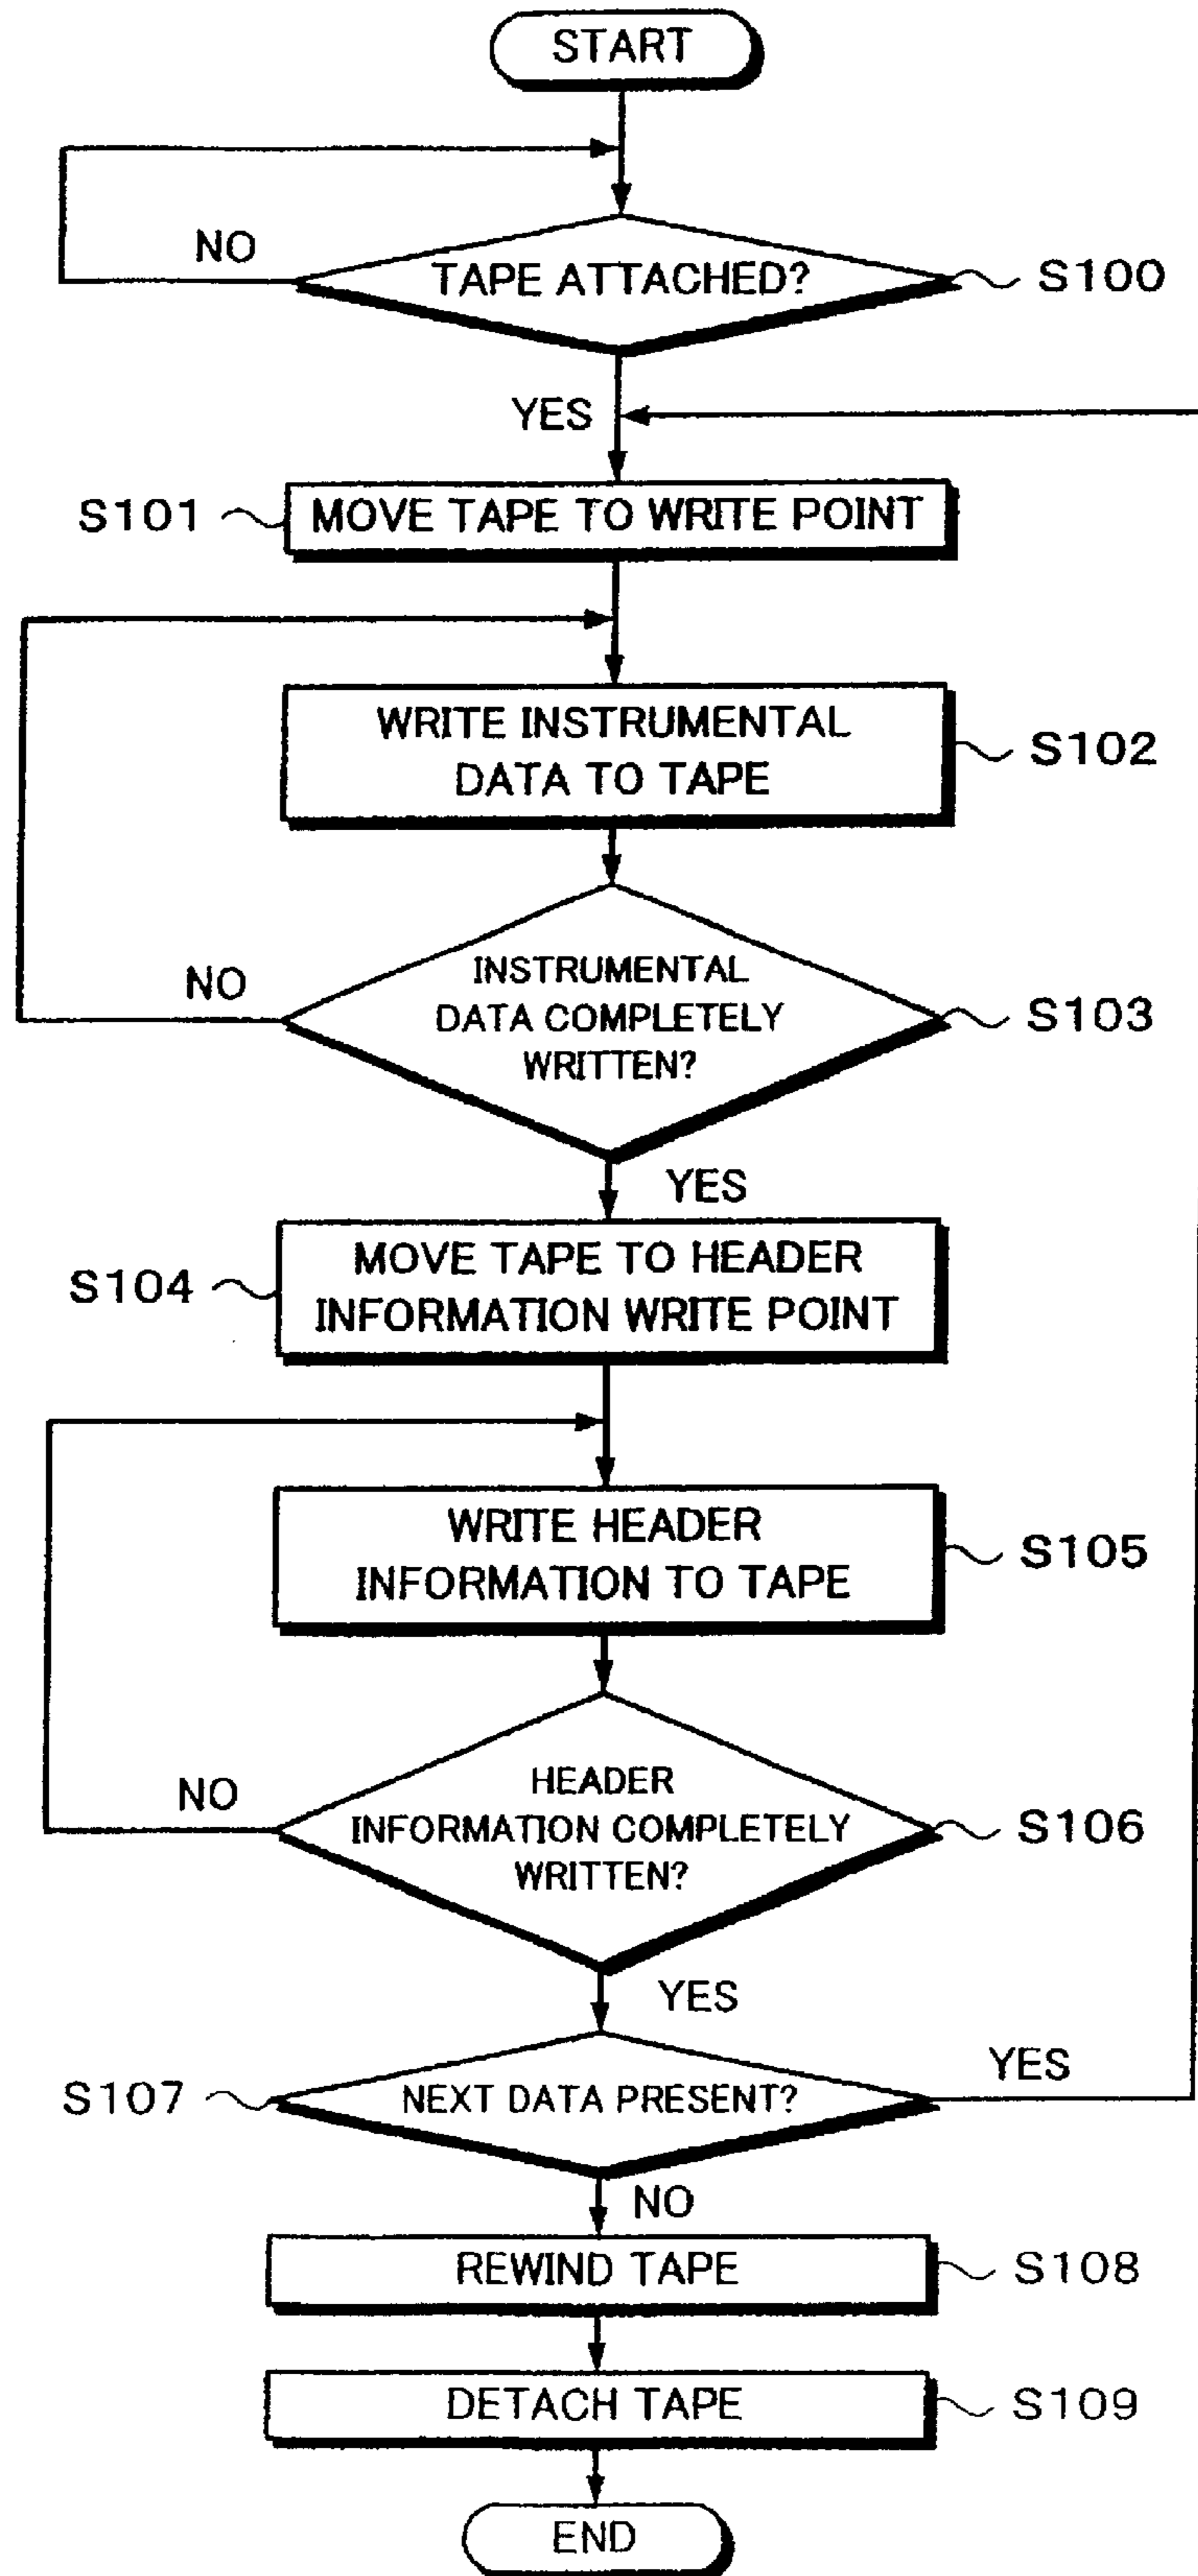 START
NO
TAPE ATTACHED?
S100
YES
S101
MOVE TAPE TO WRITE POINT
WRITE INSTRUMENTAL
DATA TO TAPE
S102
NO
INSTRUMENTAL
DATA COMPLETELY
WRITTEN?
S103
YES
S104
MOVE TAPE TO HEADER
INFORMATION WRITE POINT
WRITE HEADER
INFORMATION TO TAPE
S105
NO
HEADER
INFORMATION COMPLETELY
WRITTEN?
S106
YES
S107
NEXT DATA PRESENT?
YES
NO
REWIND TAPE
S108
DETACH TAPE
S109
END